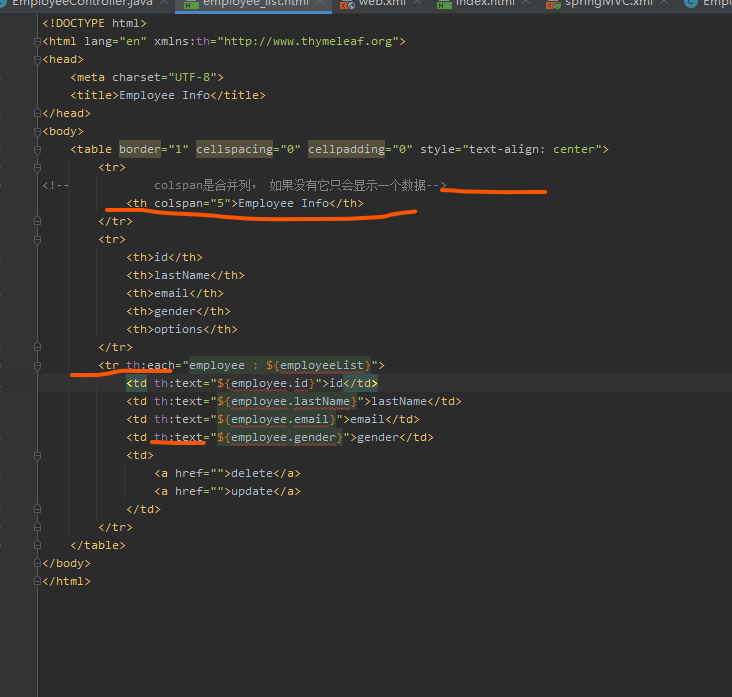 EmployeeController.java employee_list.html web.xml index.html springMVC.xml
<!DOCTYPE html>
<html lang="en" xmlns:th="http://www.thymeleaf.org">
<head>
<meta charset="UTF-8">
<title>Employee Info</title>
</head>
<body>
<table border="1" cellspacing="0" cellpadding="0" style="text-align: center">
<tr>
<!-- colspan是合并列, 如果没有它只会显示一个数据-->
<th colspan="5">Employee Info</th>
</tr>
<tr>
<th>id</th>
<th>lastName</th>
<th>email</th>
<th>gender</th>
<th>options</th>
</tr>
<tr th:each="employee : ${employeeList}">
<td th:text="${employee.id}">id</td>
<td th:text="${employee.lastName}">lastName</td>
<td th:text="${employee.email}">email</td>
<td th:text="${employee.gender}">gender</td>
<td>
<a href="">delete</a>
<a href="">update</a>
</td>
</tr>
</table>
</body>
</html>